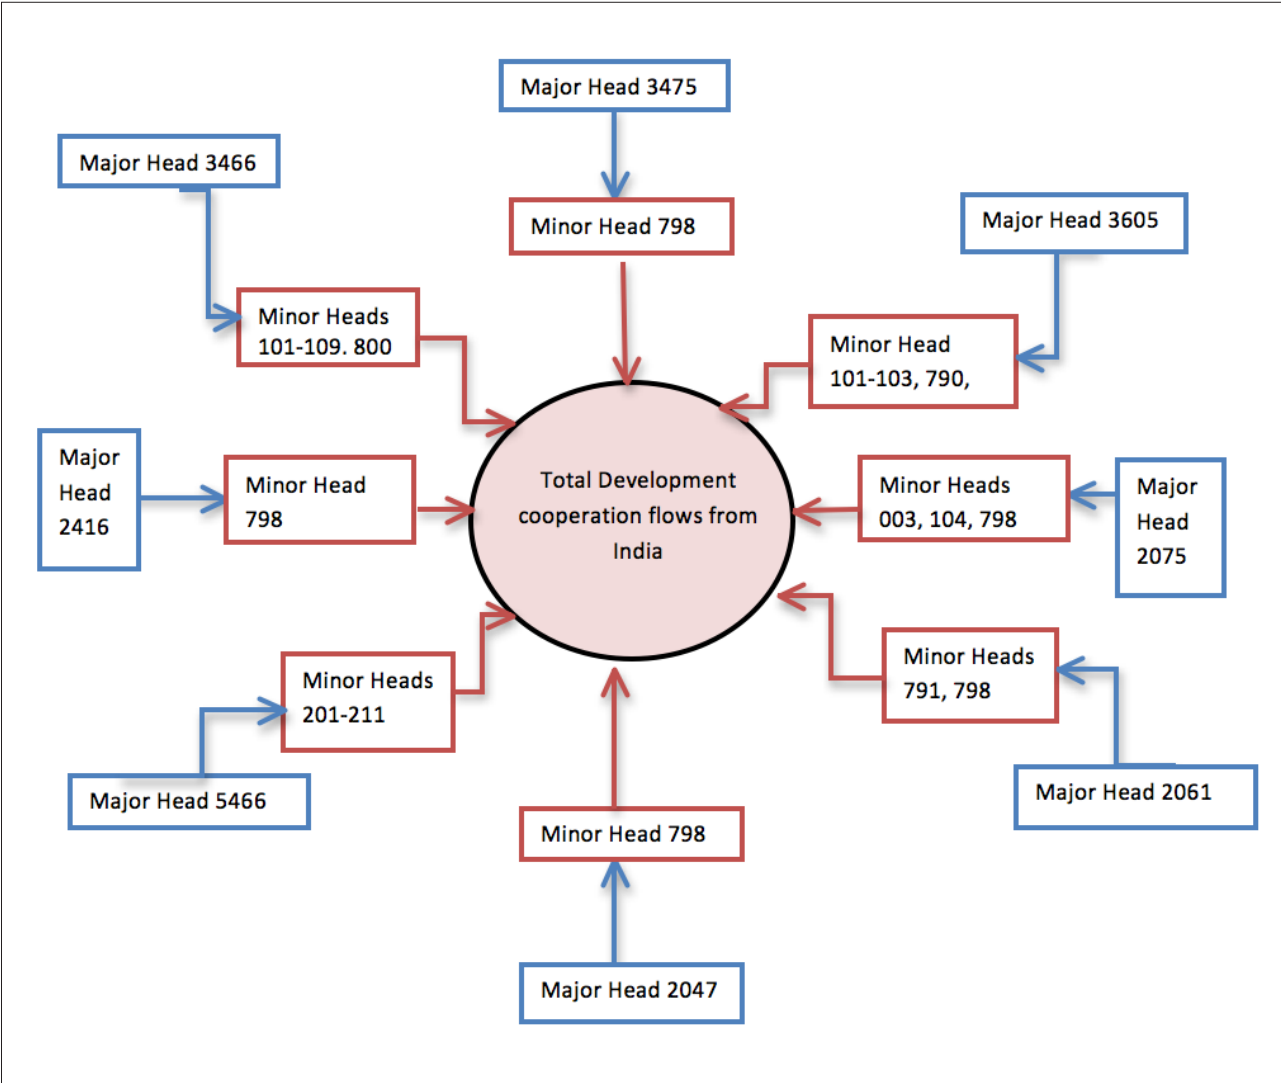 Major Head 3475
Major Head 3466
Minor Head 798
Major Head 3605
Minor Heads
101-109. 800
Minor Head
101-103, 790,
Major
Head
2416
Minor Head
798
Total Development
cooperation flows from
India
Minor Heads
003, 104, 798
Major
Head
2075
Minor Heads
201-211
Minor Heads
791, 798
Major Head 5466
Minor Head 798
Major Head 2061
Major Head 2047